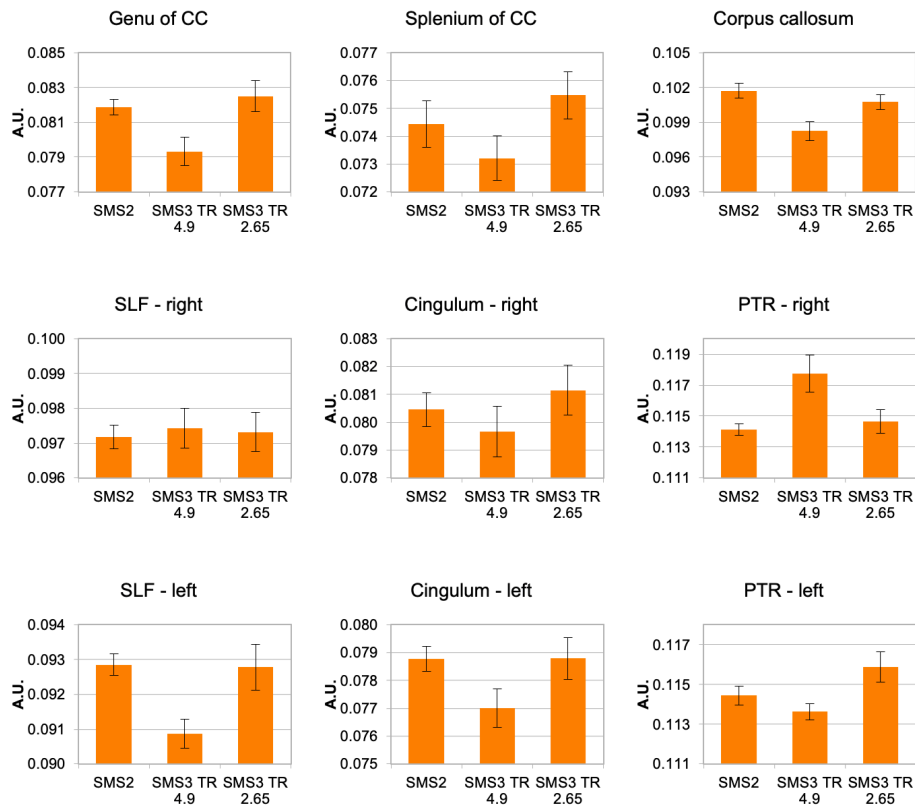 Genu of CC
0.085
0.083
0.081
0.079
0.077
A.U.
SMS2
SMS3 TR
4.9
SMS3 TR
2.65
Splenium of CC
0.077
0.076
0.075
0.074
0.073
0.072
A.U.
SMS2
SMS3 TR
4.9
SMS3 TR
2.65
Corpus callosum
0.105
0.102
0.099
0.096
0.093
A.U.
SMS2
SMS3 TR
4.9
SMS3 TR
2.65
SLF - right
0.100
0.099
0.098
0.097
0.096
A.U.
SMS2
SMS3 TR
4.9
SMS3 TR
2.65
Cingulum - right
0.083
0.082
0.081
0.080
0.079
0.078
A.U.
SMS2
SMS3 TR
4.9
SMS3 TR
2.65
PTR - right
0.119
0.117
0.115
0.113
0.111
A.U.
SMS2
SMS3 TR
4.9
SMS3 TR
2.65
SLF - left
0.094
0.093
0.092
0.091
0.090
A.U.
SMS2
SMS3 TR
4.9
SMS3 TR
2.65
Cingulum - left
0.080
0.079
0.078
0.077
0.076
0.075
A.U.
SMS2
SMS3 TR
4.9
SMS3 TR
2.65
PTR - left
0.117
0.115
0.113
0.111
A.U.
SMS2
SMS3 TR
4.9
SMS3 TR
2.65